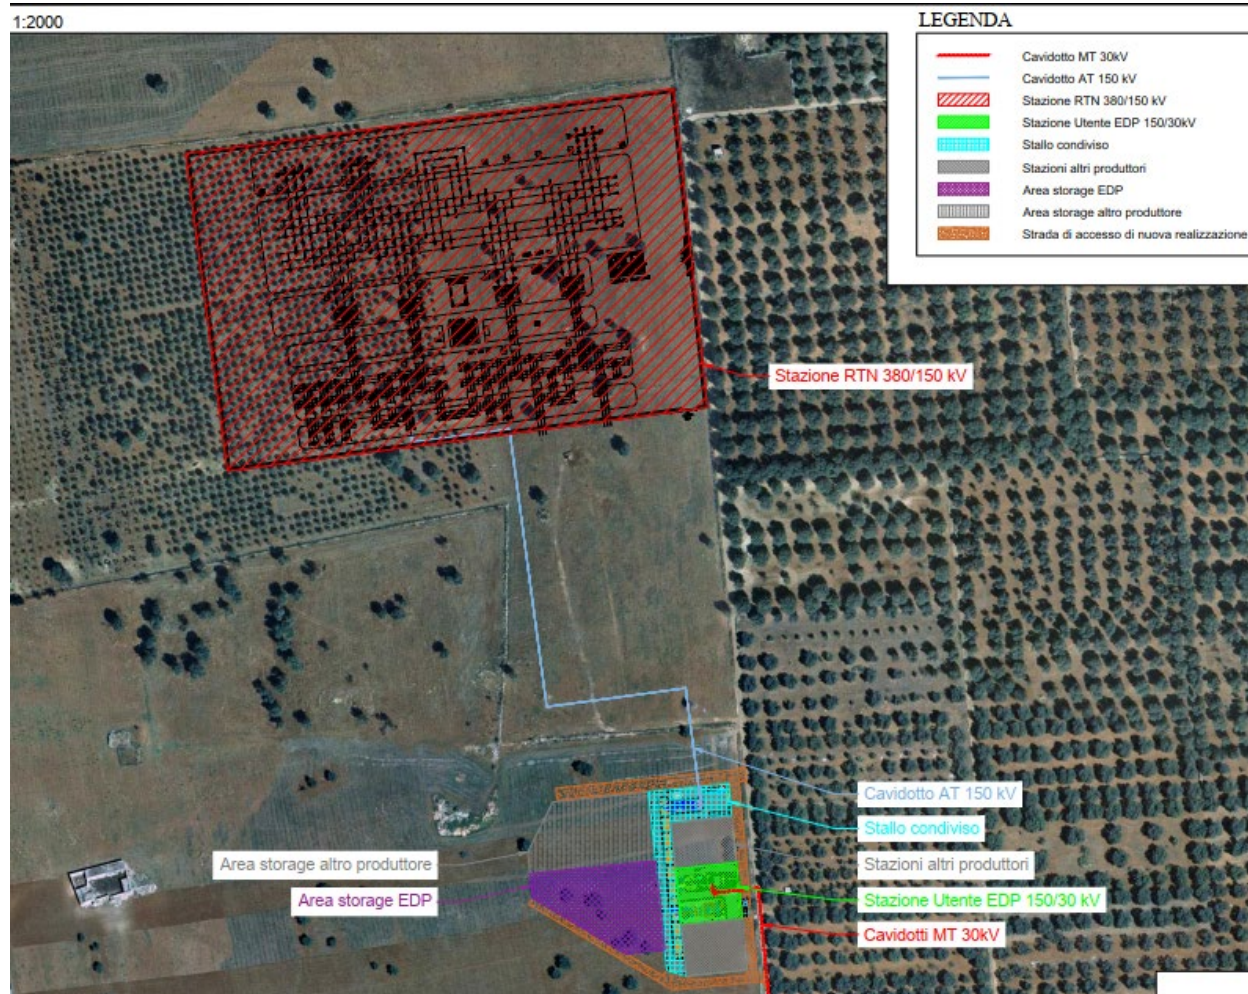 1:2000
LEGENDA
Cavidotto MT 30kV
Cavidotto AT 150 kV
Stazione RTN 380/150 kV
Stazione Utente EDP 150/30kV
Stallo condiviso
Stazioni altri produttori
Area storage EDP
Area storage altro produttore
Strada di accesso di nuova realizzazione
Stazione RTN 380/150 kV
Cavidotto AT 150 kV
Stallo condiviso
Area storage altro produttore
Stazioni altri produttori
Area storage EDP
Stazione Utente EDP 150/30 kV
Cavidotti MT 30kV